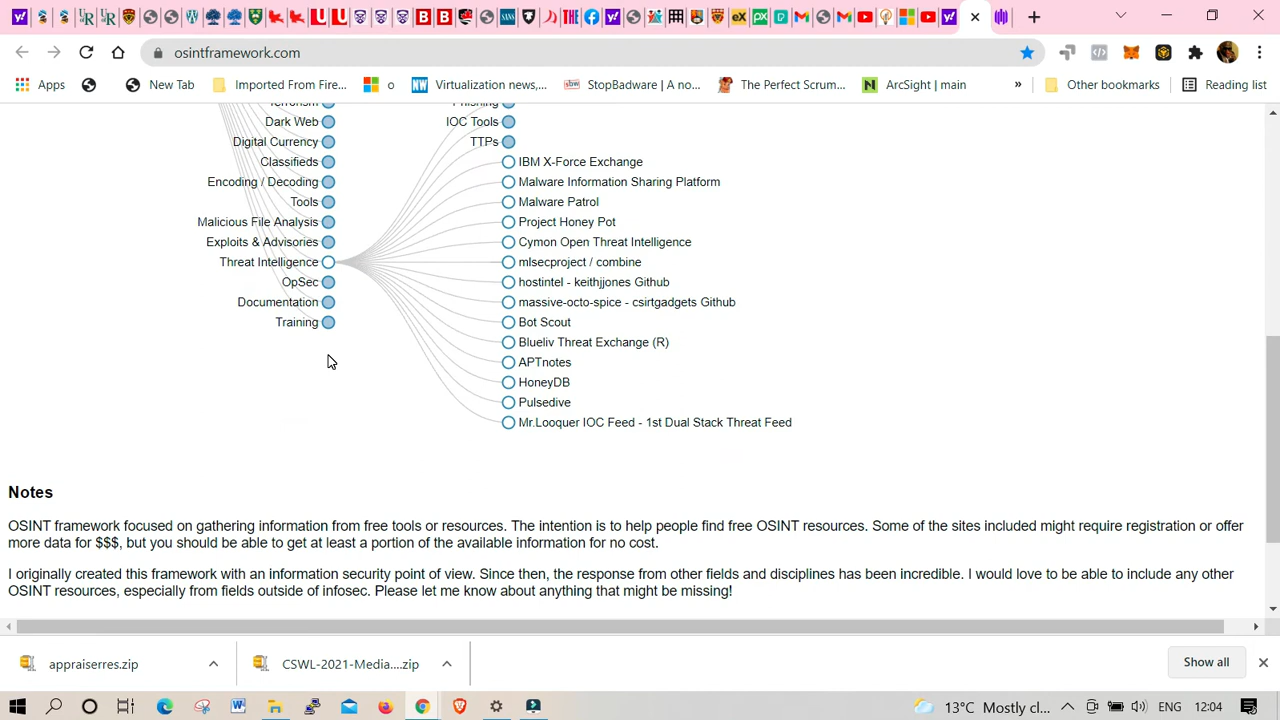 osintframework.com
Apps
New Tab
Imported From Fire...
o
Virtualization news,...
StopBadware | A no...
The Perfect Scrum...
ArcSight | main
»
Other bookmarks
Reading list
Terrorism
Dark Web
Digital Currency
Classifieds
Encoding / Decoding
Tools
Malicious File Analysis
Exploits & Advisories
Threat Intelligence
OpSec
Documentation
Training
Phishing
IOC Tools
TTPs
IBM X-Force Exchange
Malware Information Sharing Platform
Malware Patrol
Project Honey Pot
Cymon Open Threat Intelligence
mlsecproject / combine
hostintel - keithjjones Github
massive-octo-spice - csirtgadgets Github
Bot Scout
Blueliv Threat Exchange (R)
APTnotes
HoneyDB
Pulsedive
Mr.Looquer IOC Feed - 1st Dual Stack Threat Feed
Notes
OSINT framework focused on gathering information from free tools or resources. The intention is to help people find free OSINT resources. Some of the sites included might require registration or offer
more data for $$$, but you should be able to get at least a portion of the available information for no cost.
I originally created this framework with an information security point of view. Since then, the response from other fields and disciplines has been incredible. I would love to be able to include any other
OSINT resources, especially from fields outside of infosec. Please let me know about anything that might be missing!
appraiserres.zip
CSWL-2021-Media....zip
Show all
13°C Mostly cl...
ENG
12:04